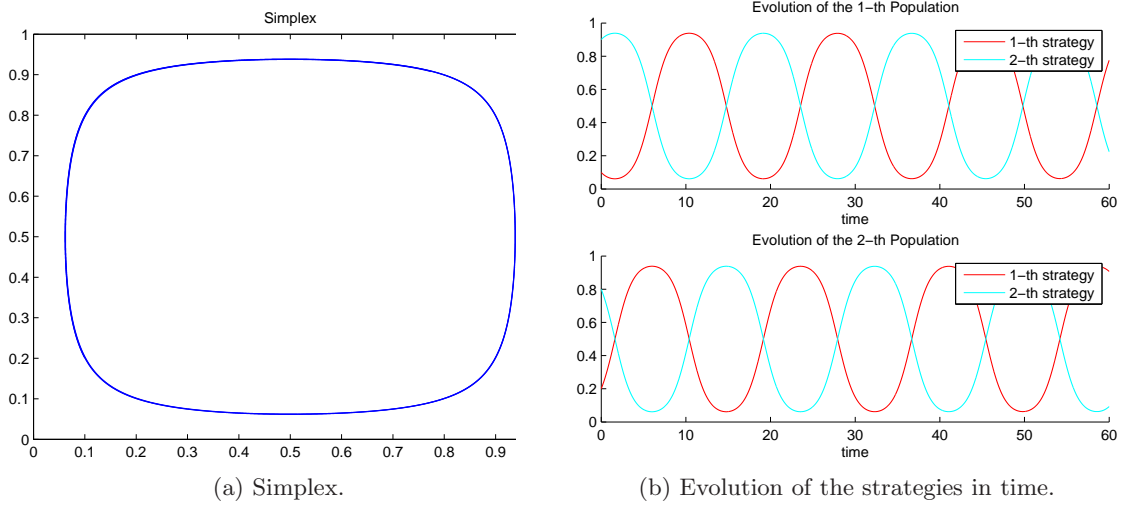 Simplex
1
0.9
0.8
0.7
0.6
0.5
0.4
0.3
0.2
0.1
0
0 0.1 0.2 0.3 0.4 0.5 0.6 0.7 0.8 0.9
(a) Simplex.
Evolution of the 1−th Population
1
0.8
0.6
0.4
0.2
0
0 10 20 30 40 50 60
time
1−th strategy
2−th strategy
Evolution of the 2−th Population
1
0.8
0.6
0.4
0.2
0
0 10 20 30 40 50 60
time
1−th strategy
2−th strategy
(b) Evolution of the strategies in time.